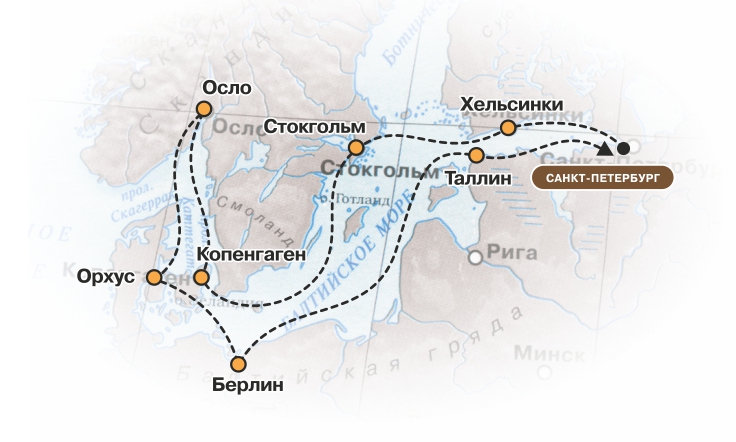 Ботнический
Осло
Хельсинки
Хельсинки
Осло
Стокгольм
Санкт-Петербург
Стокгольм
Таллин
САНКТ-ПЕТЕРБУРГ
прол.
Скагеррак
Каттегат
Смоланд
Готланд
БАЛТИЙСКОЕ МОРЕ
Копенгаген
Рига
Орхус
Минск
Берлин
Балтийская гряда